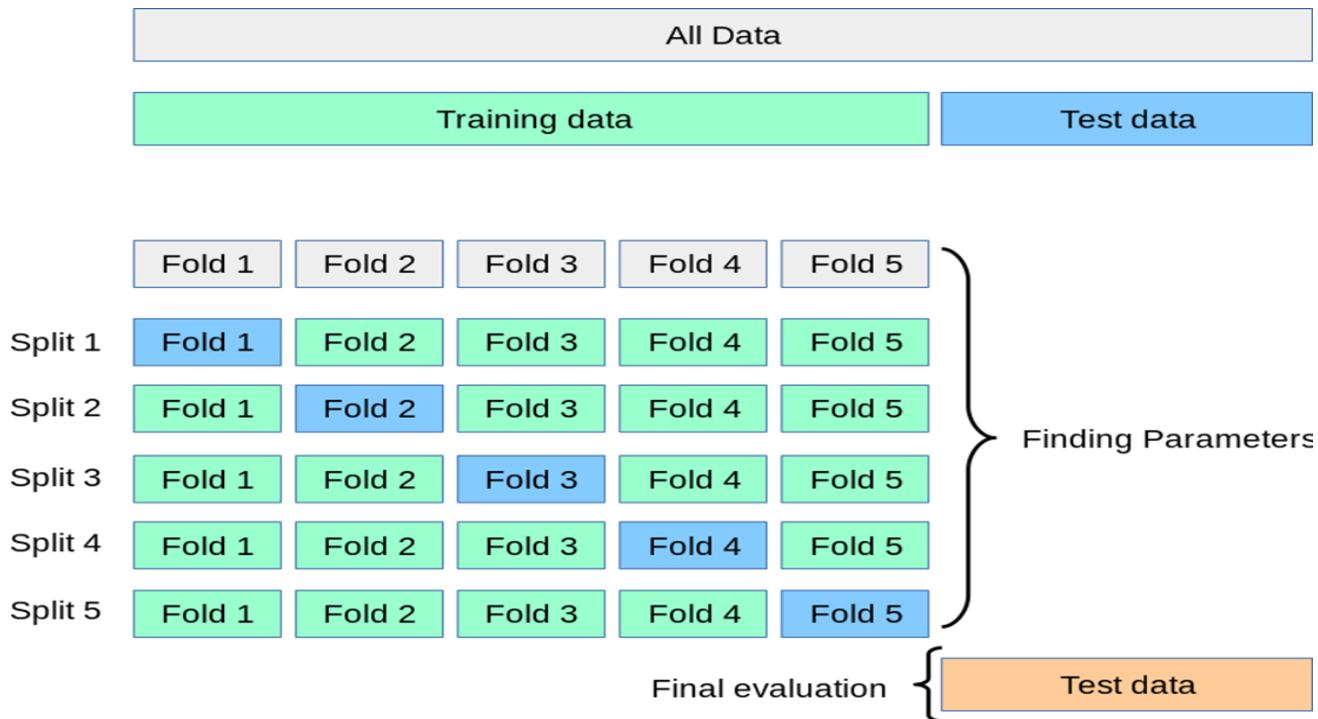 All Data
Training data Test data
Fold 1 Fold 2 Fold 3 Fold 4 Fold 5
Split 1 Fold 1 Fold 2 Fold 3 Fold 4 Fold 5
Split 2 Fold 1 Fold 2 Fold 3 Fold 4 Fold 5
Finding Parameters
Split 3 Fold 1 Fold 2 Fold 3 Fold 4 Fold 5
Split 4 Fold 1 Fold 2 Fold 3 Fold 4 Fold 5
Split 5 Fold 1 Fold 2 Fold 3 Fold 4 Fold 5
Final evaluation Test data